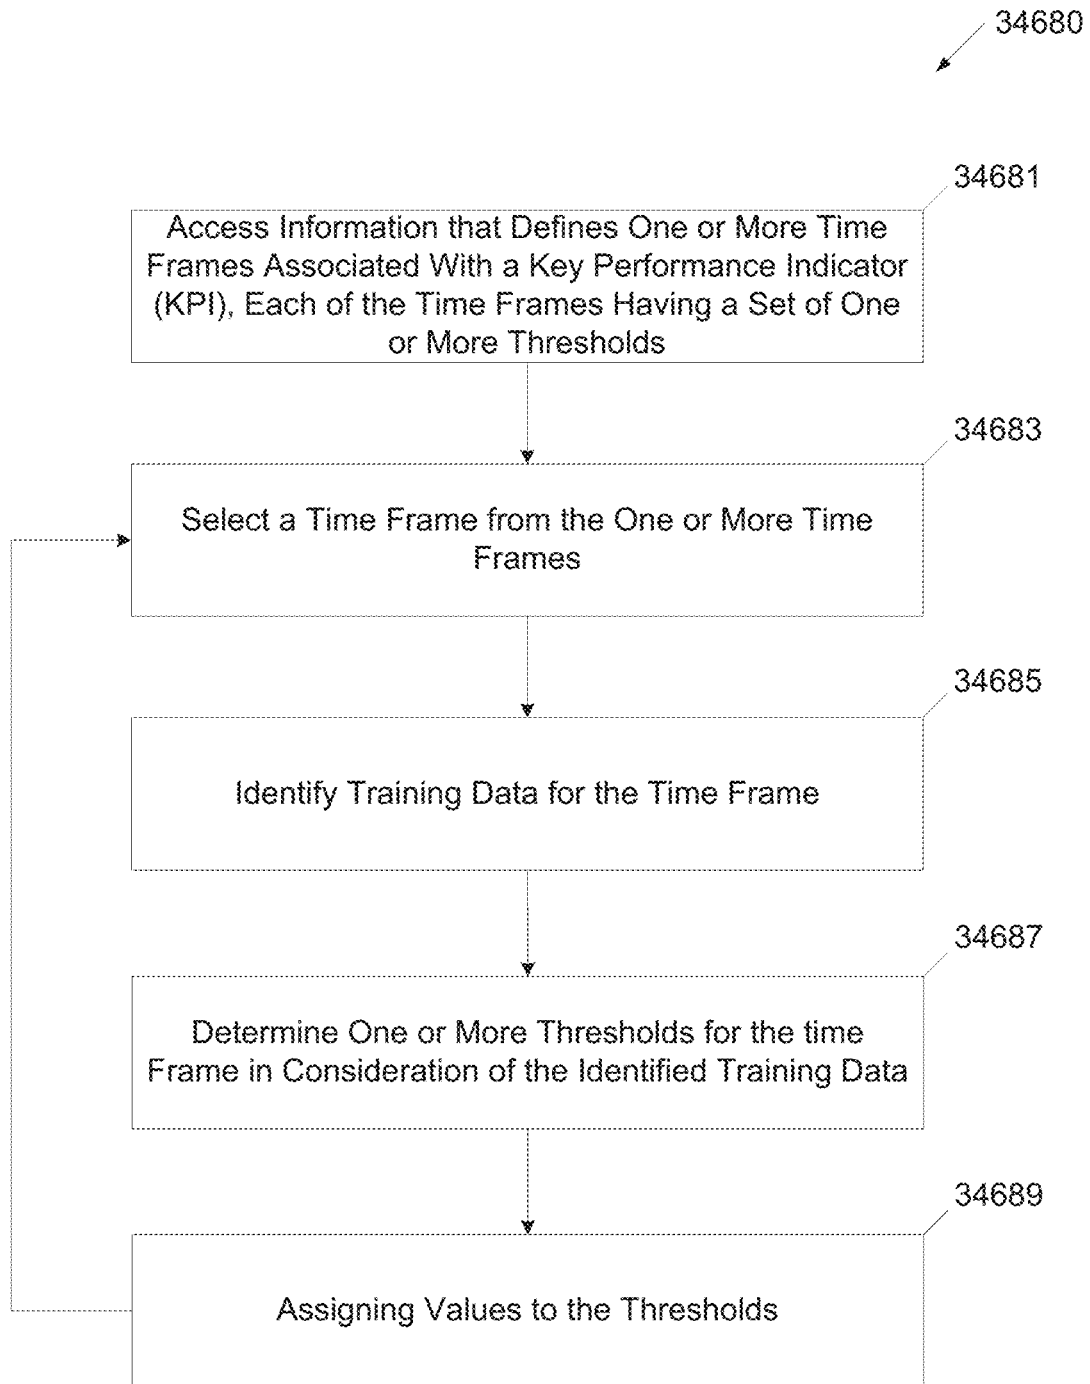 34680
34681
Access Information that Defines One or More Time
Frames Associated With a Key Performance Indicator
(KPI), Each of the Time Frames Having a Set of One
or More Thresholds
34683
Select a Time Frame from the One or More Time
Frames
34685
Identify Training Data for the Time Frame
34687
Determine One or More Thresholds for the time
Frame in Consideration of the Identified Training Data
34689
Assigning Values to the Thresholds